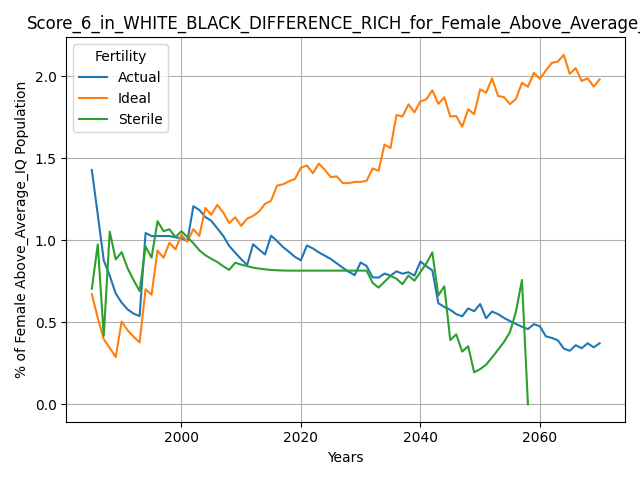 Score_6_in_WHITE_BLACK_DIFFERENCE_RICH_for_Female_Above_Average_
Fertility
Actual
Ideal
Sterile
% of Female Above_Average_IQ Population
2.0
1.5
1.0
0.5
0.0
2000
2020
2040
2060
Years